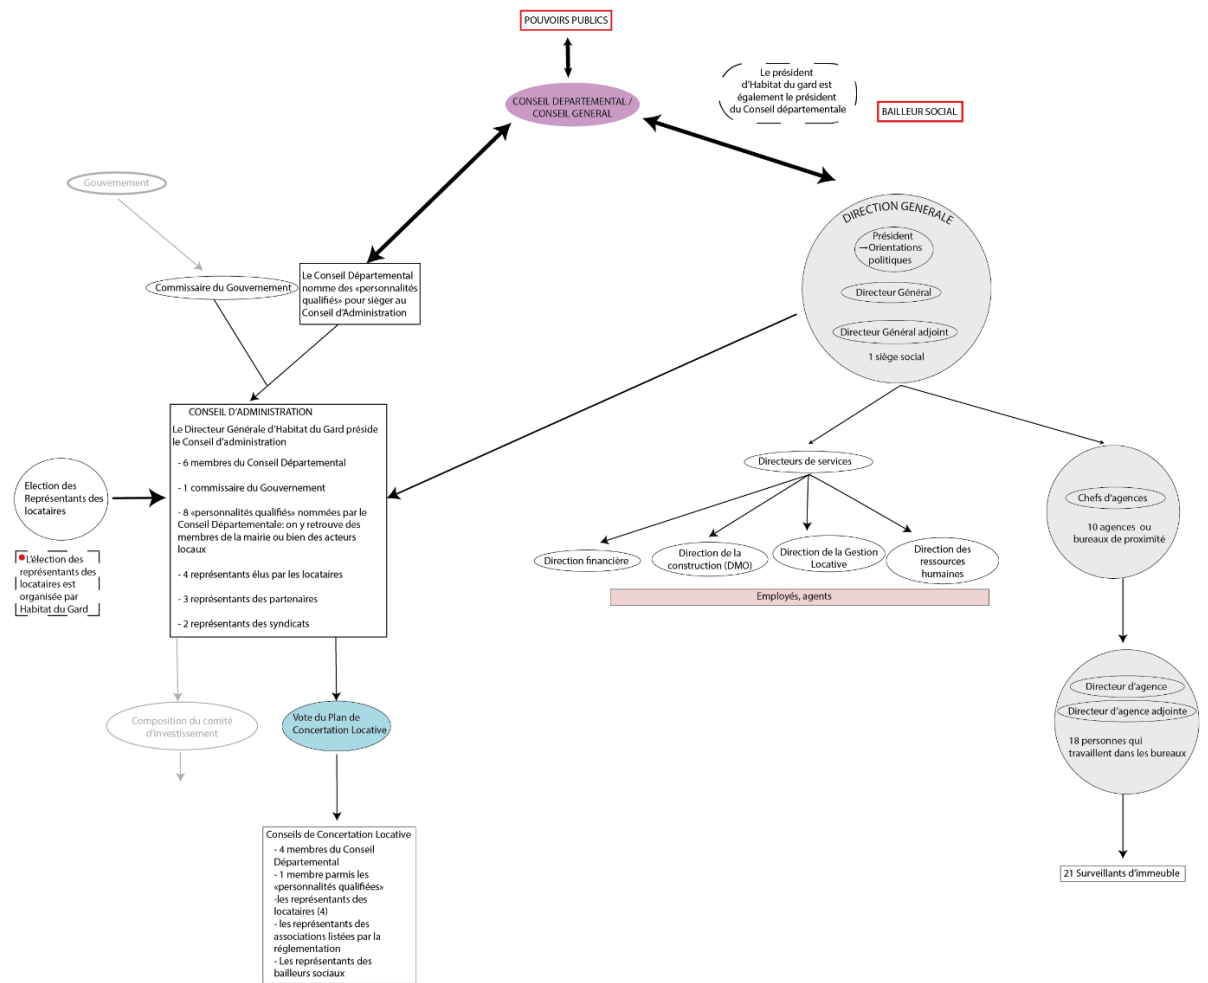 POUVOIRS PUBLICS
CONSEIL DEPARTEMENTAL /
CONSEIL GENERAL
Le président
d'Habitat du gard est
également le président
du Conseil départementale
BAILLEUR SOCIAL
Gouvernement
Commissaire du Gouvernement
Le Conseil Départemental
nomme des «personnalités
qualifiés» pour sièger au
Conseil d'Administration
DIRECTION GENERALE
Président
→Orientations
politiques
Directeur Général
Directeur Général adjoint
1 siège social
CONSEIL D'ADMINISTRATION
Le Directeur Générale d'Habitat du Gard préside
le Conseil d'administration
- 6 membres du Conseil Départemental
- 1 commissaire du Gouvernement
- 8 «personnalités qualifiés» nommées par le
Conseil Départementale: on y retrouve des
membres de la mairie ou bien des acteurs
locaux
- 4 représentants élus par les locataires
- 3 représentants des partenaires
- 2 représentants des syndicats
Election des
Représentants des
locataires
L'élection des
représentants des
locataires est
organisée par
Habitat du Gard
Directeurs de services
Direction financière
Direction de la
construction (DMO)
Direction de la Gestion
Locative
Direction des
ressources
humaines
Employés, agents
Chefs d'agences
10 agences ou
bureaux de proximité
Directeur d'agence
Directeur d'agence adjointe
18 personnes qui
travaillent dans les bureaux
21 Surveillants d'immeuble
Composition du comité
d'investissement
Vote du Plan de
Concertation Locative
Conseils de Concertation Locative
- 4 membres du Conseil
Départemental
- 1 membre parmis les
«personnalités qualifiées»
-les représentants des
locataires (4)
- les représentants des
associations listées par la
réglementation
- Les représentants des
bailleurs sociaux